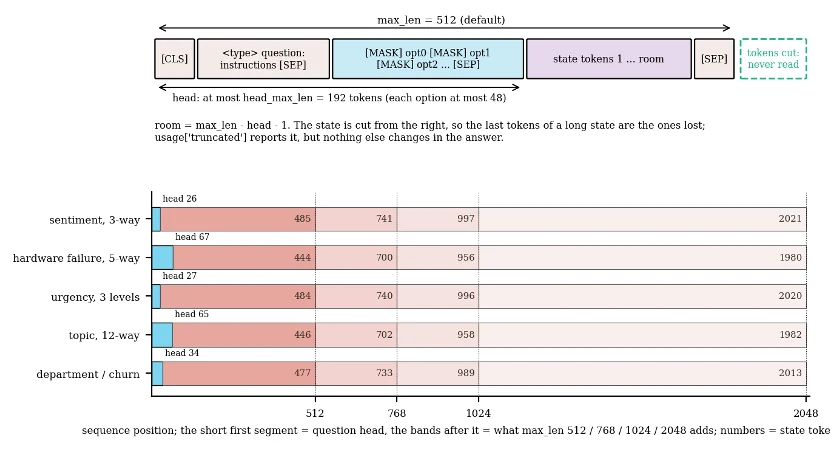 max_len = 512 (default)
[CLS]
<type> question:
instructions [SEP]
[MASK] opt0 [MASK] opt1
[MASK] opt2 ... [SEP]
state tokens 1 ... room
[SEP]
tokens cut:
never read
head: at most head_max_len = 192 tokens (each option at most 48)
room = max_len - head - 1. The state is cut from the right, so the last tokens of a long state are the ones lost;
usage['truncated'] reports it, but nothing else changes in the answer.
head 26
sentiment, 3-way 485 741 997 2021
head 67
hardware failure, 5-way 444 700 956 1980
head 27
urgency, 3 levels 484 740 996 2020
head 65
topic, 12-way 446 702 958 1982
head 34
department / churn 477 733 989 2013
512 768 1024 2048
sequence position; the short first segment = question head, the bands after it = what max_len 512 / 768 / 1024 / 2048 adds; numbers = state toke